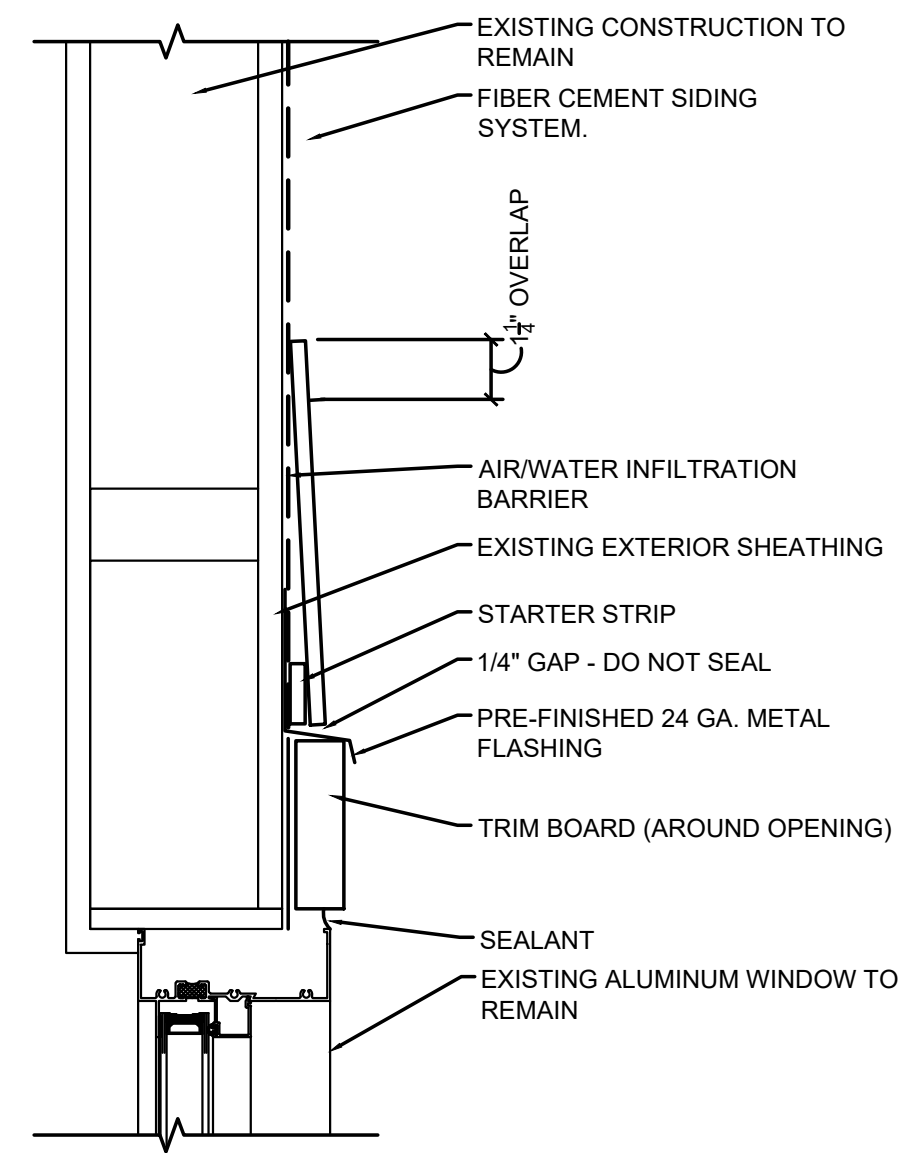 EXISTING CONSTRUCTION TO
REMAIN
FIBER CEMENT SIDING
SYSTEM.
1 1/4" OVERLAP
AIR/WATER INFILTRATION
BARRIER
EXISTING EXTERIOR SHEATHING
STARTER STRIP
1/4" GAP - DO NOT SEAL
PRE-FINISHED 24 GA. METAL
FLASHING
TRIM BOARD (AROUND OPENING)
SEALANT
EXISTING ALUMINUM WINDOW TO
REMAIN